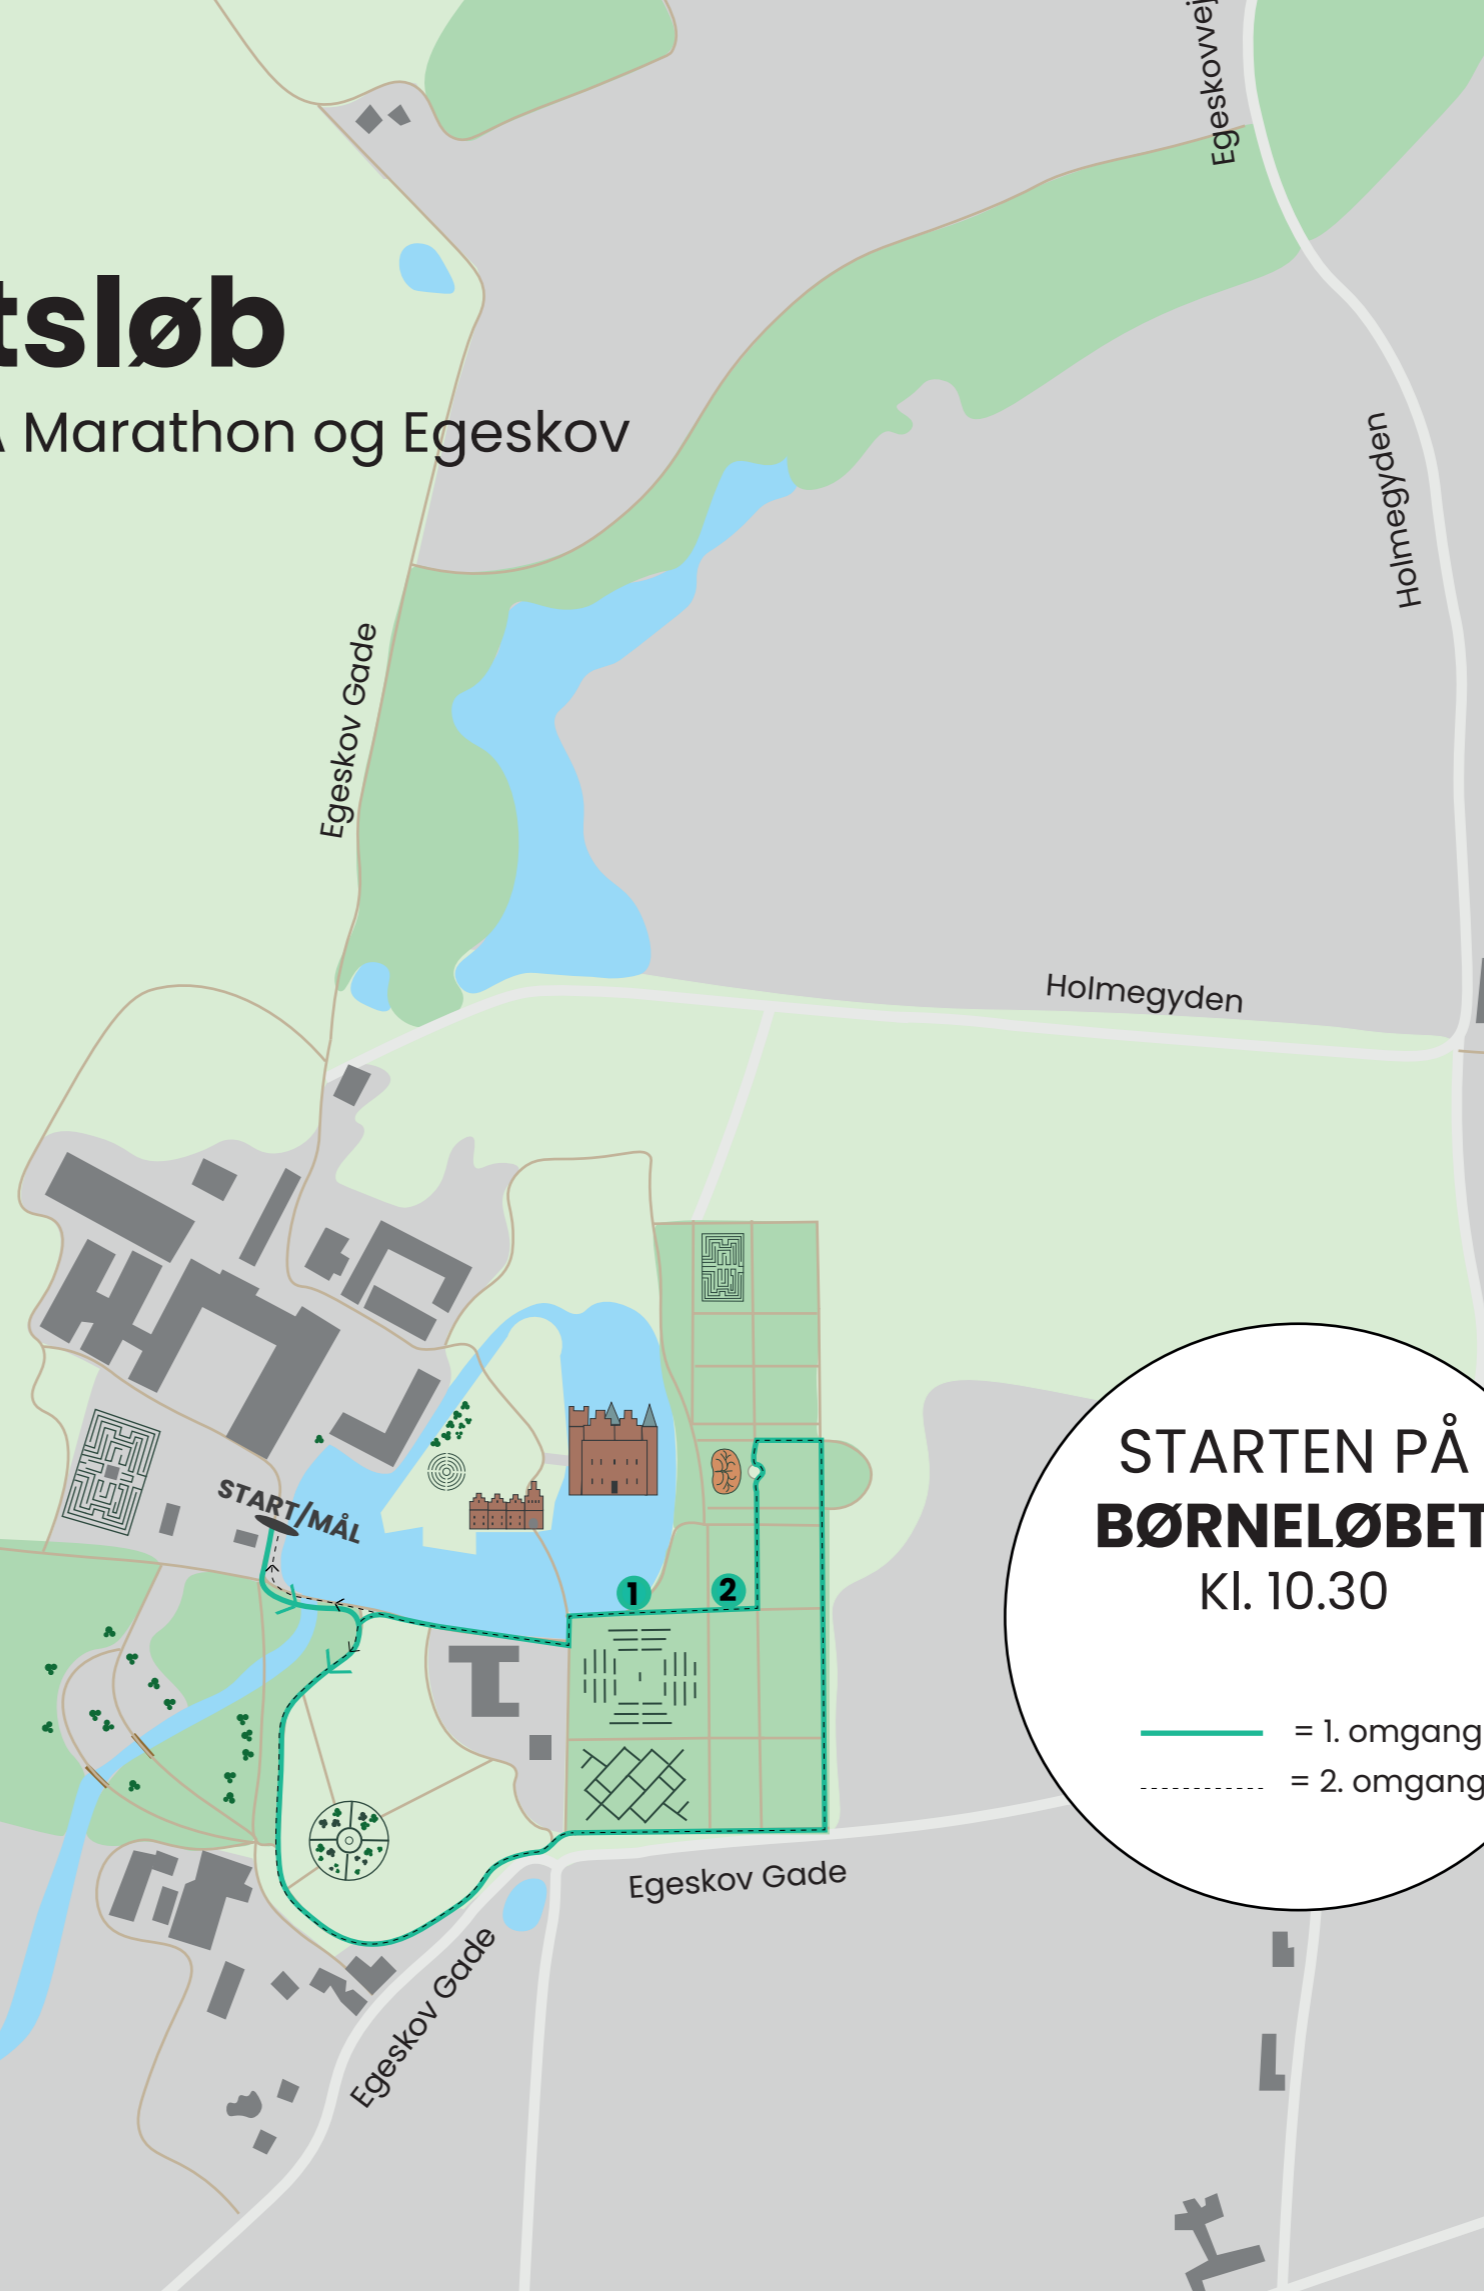 Egeskovvej
tsløb
Marathon og Egeskov
Holmegyden
Egeskov Gade
Holmegyden
STARTEN PÅ
BØRNELØBET
Kl. 10.30
START/MÅL
1
2
= 1. omgang
= 2. omgang
Egeskov Gade
Egeskov Gade